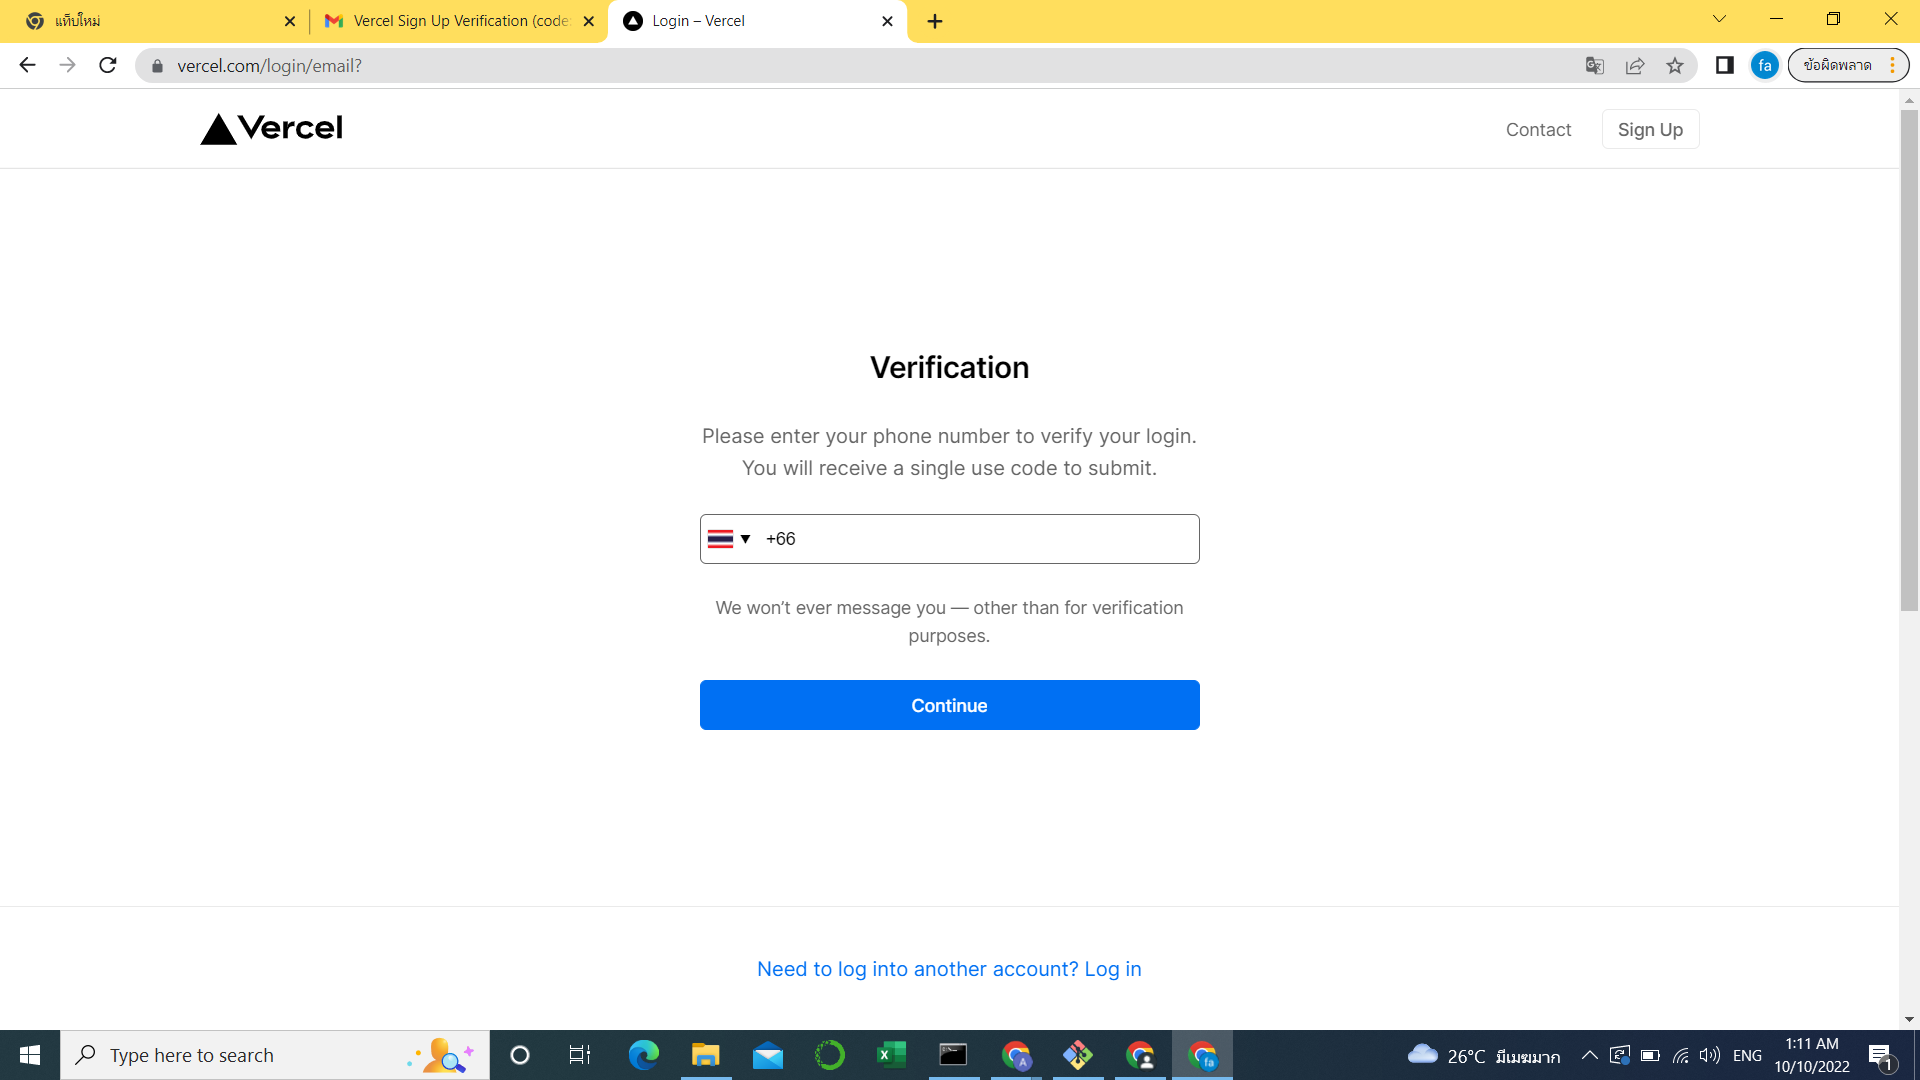 แท็บใหม่
Vercel Sign Up Verification (code:
Login – Vercel
vercel.com/login/email?
fa
ข้อผิดพลาด
Vercel
Contact
Sign Up
Verification
Please enter your phone number to verify your login.
You will receive a single use code to submit.
+66
We won’t ever message you — other than for verification
purposes.
Continue
Need to log into another account? Log in
Type here to search
26°C มีเมฆมาก
ENG
1:11 AM
10/10/2022
1